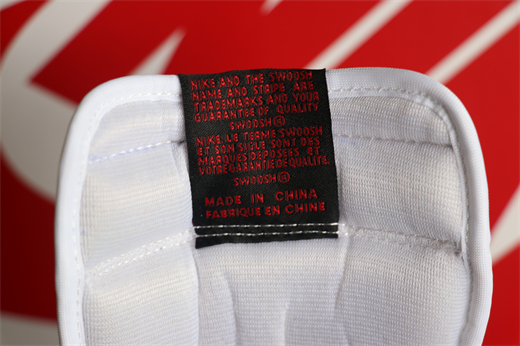 NIKE AND THE SWOOSH
NAME AND STRIPE ARE
TRADEMARKS AND YOUR
GUARANTEE OF QUALITY
SWOOSH®
NIKE, LE TERME SWOOSH
ET SON SIGLE SONT DES
MARQUES DEPOSEES ET
VOTRE GARANTIE DE QUALITE.
SWOOSH®
MADE IN CHINA
FABRIQUE EN CHINE